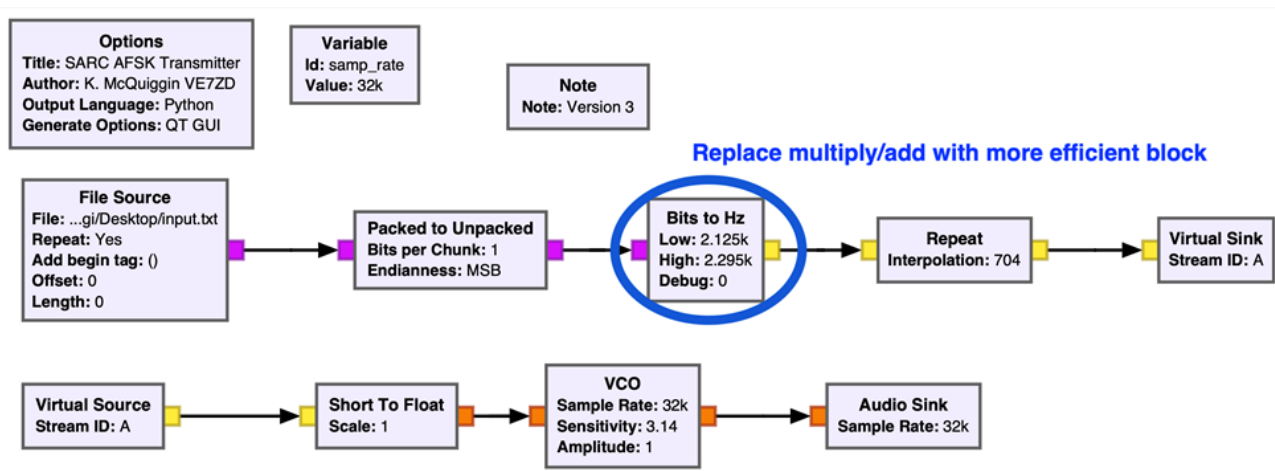 Options
Title: SARC AFSK Transmitter
Author: K. McQuiggin VE7ZD
Output Language: Python
Generate Options: QT GUI
Variable
Id: samp_rate
Value: 32k
Note
Note: Version 3
Replace multiply/add with more efficient block
File Source
File: ...gi/Desktop/input.txt
Repeat: Yes
Add begin tag: ()
Offset: 0
Length: 0
Packed to Unpacked
Bits per Chunk: 1
Endianness: MSB
Bits to Hz
Low: 2.125k
High: 2.295k
Debug: 0
Repeat
Interpolation: 704
Virtual Sink
Stream ID: A
Virtual Source
Stream ID: A
Short To Float
Scale: 1
VCO
Sample Rate: 32k
Sensitivity: 3.14
Amplitude: 1
Audio Sink
Sample Rate: 32k